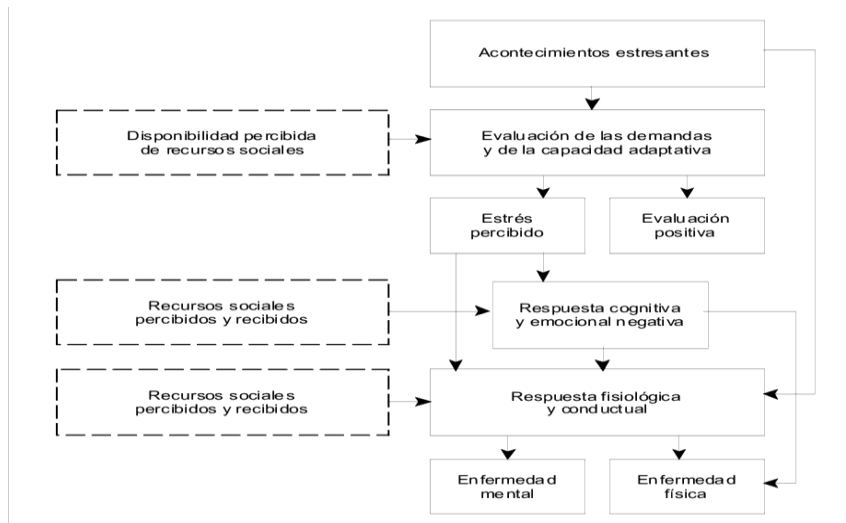 Acontecimientos estresantes
Disponibilidad percibida
de recursos sociales
Evaluación de las demandas
y de la capacidad adaptativa
Estrés
percibido
Evaluación
positiva
Recursos sociales
percibidos y recibidos
Respuesta cognitiva
y emocional negativa
Recursos sociales
percibidos y recibidos
Respuesta fisiológica
y conductual
Enfermedad
mental
Enfermedad
física